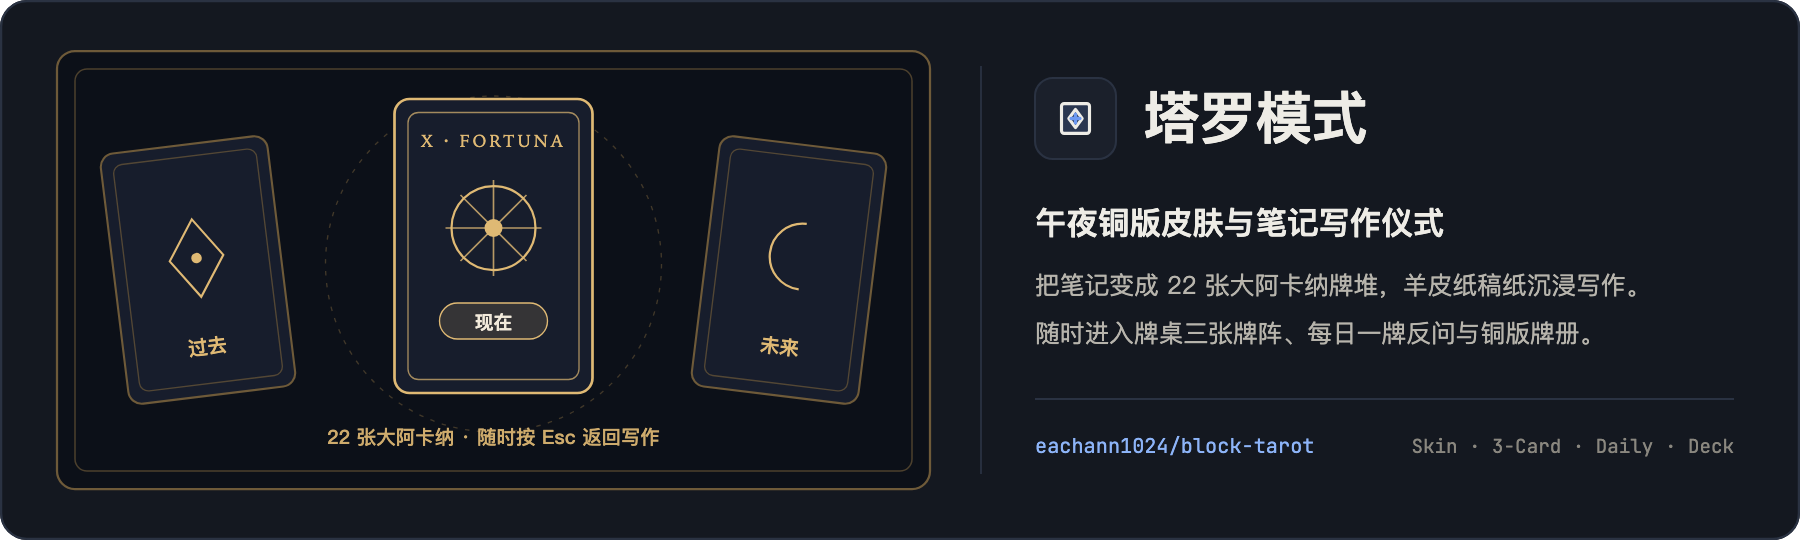 X · FORTUNA
过去
现在
未来
22 张大阿卡纳 · 随时按 Esc 返回写作
塔罗模式
午夜铜版皮肤与笔记写作仪式
把笔记变成 22 张大阿卡纳牌堆，羊皮纸稿纸沉浸写作。
随时进入牌桌三张牌阵、每日一牌反问与铜版牌册。
eachann1024/block-tarot
Skin · 3-Card · Daily · Deck